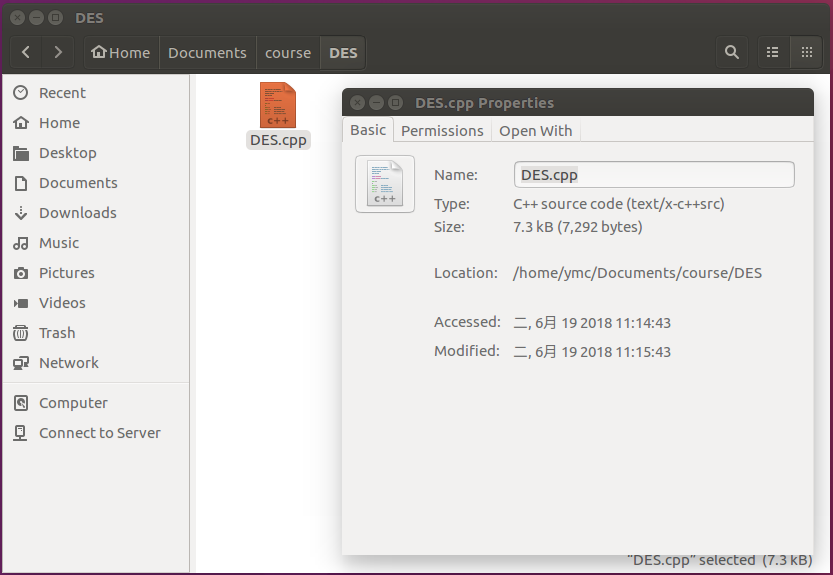 DES
Home Documents course DES
Recent
Home
Desktop
Documents
Downloads
Music
Pictures
Videos
Trash
Network
Computer
Connect to Server
C++
DES.cpp
DES.cpp Properties
Basic Permissions Open With
C++
Name: DES.cpp
Type: C++ source code (text/x-c++src)
Size: 7.3 kB (7,292 bytes)
Location: /home/ymc/Documents/course/DES
Accessed: 二, 6月 19 2018 11:14:43
Modified: 二, 6月 19 2018 11:15:43
"DES.cpp" selected (7.3 kB)